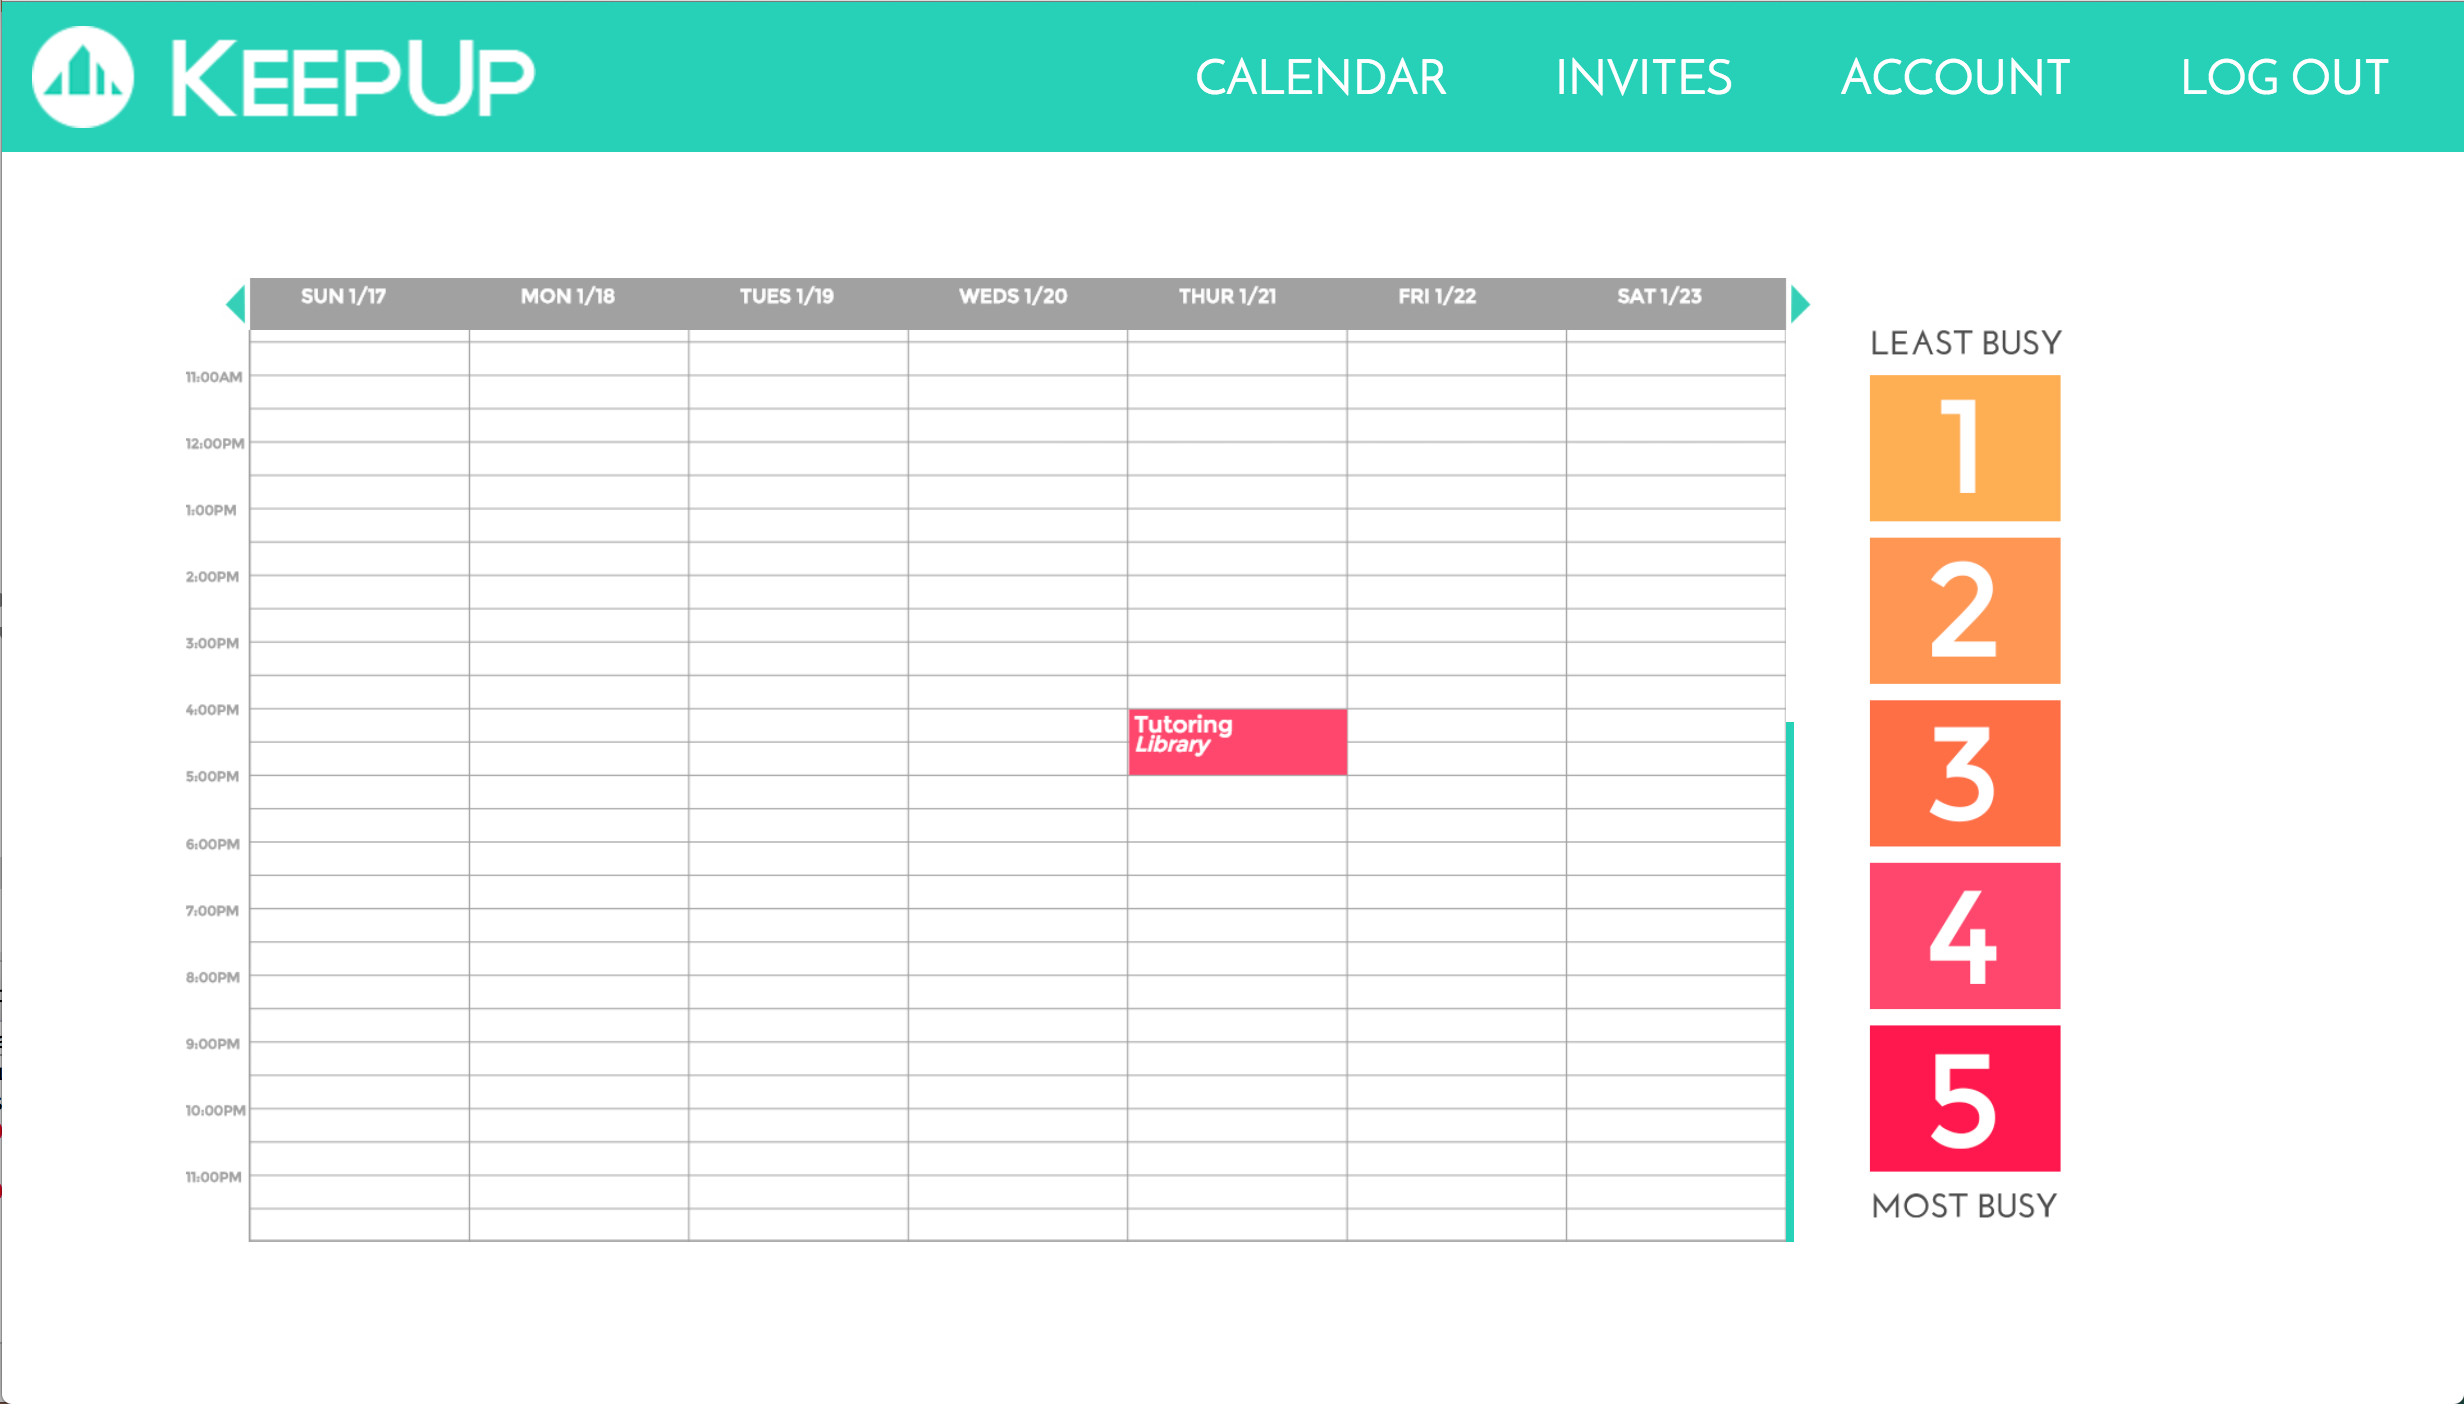 KEEPUP
CALENDAR INVITES ACCOUNT LOG OUT
SUN 1/17 MON 1/18 TUES 1/19 WEDS 1/20 THUR 1/21 FRI 1/22 SAT 1/23
11:00AM
12:00PM
1:00PM
2:00PM
3:00PM
4:00PM
5:00PM
6:00PM
7:00PM
8:00PM
9:00PM
10:00PM
11:00PM
Tutoring
Library
LEAST BUSY
1
2
3
4
5
MOST BUSY